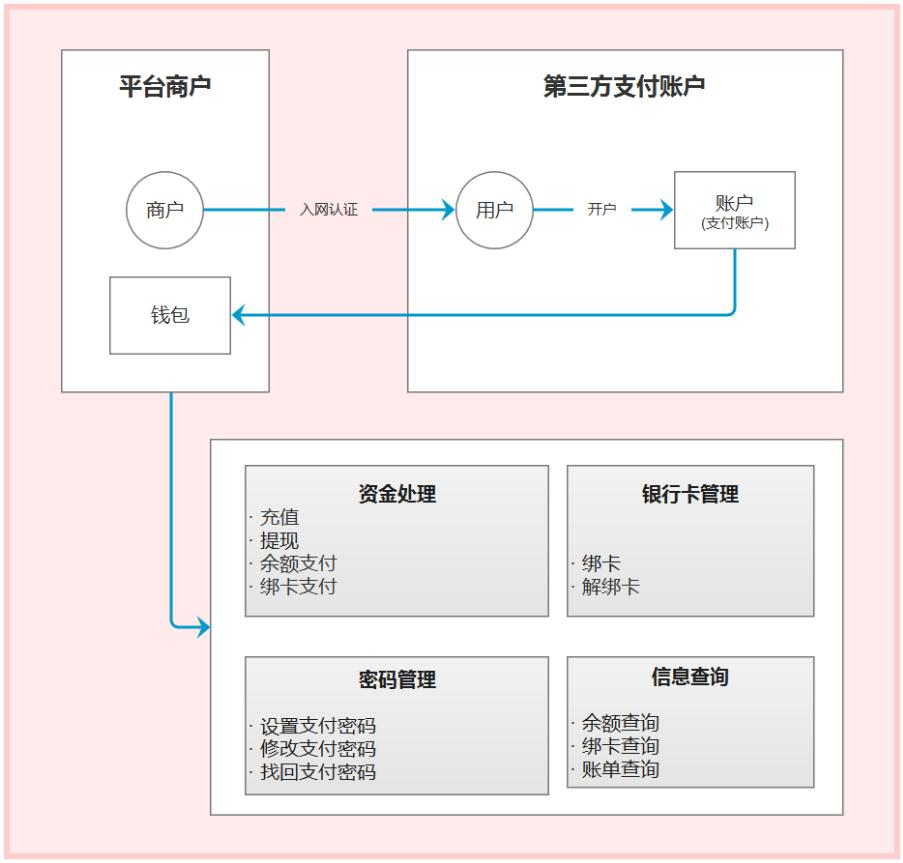 平台商户
第三方支付账户
商户
入网认证
用户
开户
账户
(支付账户)
钱包
资金处理
· 充值
· 提现
· 余额支付
· 绑卡支付
银行卡管理
· 绑卡
· 解绑卡
密码管理
· 设置支付密码
· 修改支付密码
· 找回支付密码
信息查询
· 余额查询
· 绑卡查询
· 账单查询